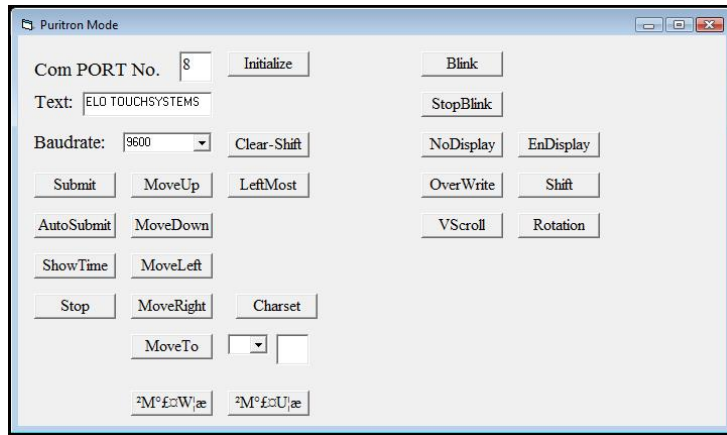 Puritron Mode
Com PORT No. 8 Initialize Blink
Text: ELO TOUCHSYSTEMS StopBlink
Baudrate: 9600 Clear-Shift NoDisplay EnDisplay
Submit MoveUp LeftMost OverWrite Shift
AutoSubmit MoveDown VScroll Rotation
ShowTime MoveLeft
Stop MoveRight Charset
MoveTo
²M°£¤W¦æ ²M°£¤U¦æ